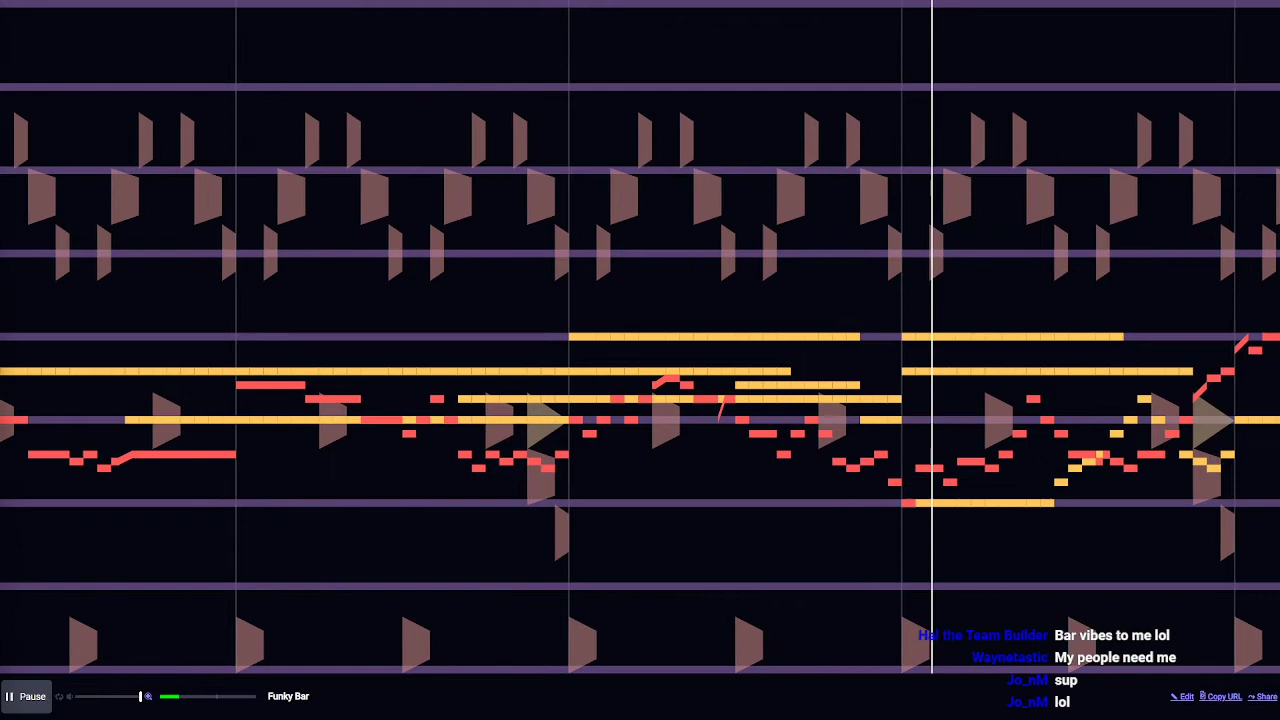 Hal the Team Builder Bar vibes to me lol
Waynetastic My people need me
Jo_nM sup
Jo_nM lol
Pause Funky Bar Edit Copy URL Share